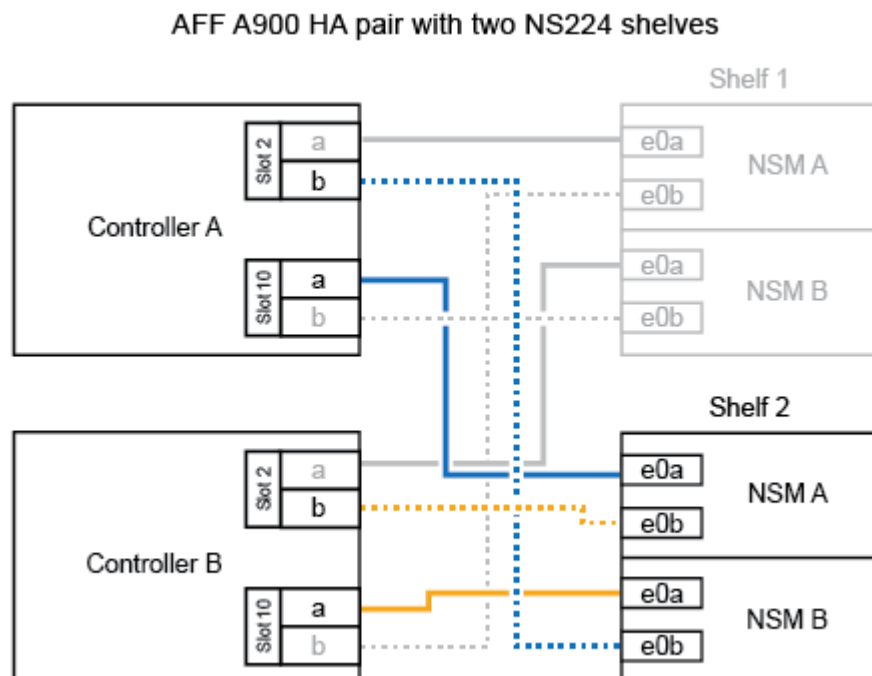 AFF A900 HA pair with two NS224 shelves
Shelf 1
Controller A
Slot 2
a
b
Slot 10
a
b
e0a
e0b
NSM A
e0a
e0b
NSM B
Shelf 2
Controller B
Slot 2
a
b
Slot 10
a
b
e0a
e0b
NSM A
e0a
e0b
NSM B